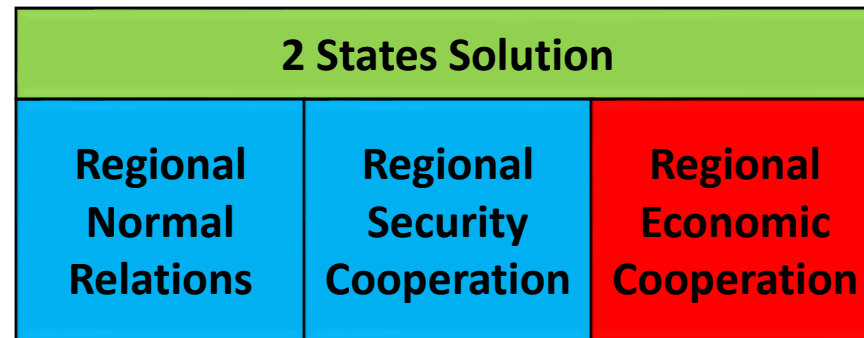 2 States Solution
Regional
Normal
Relations
Regional
Security
Cooperation
Regional
Economic
Cooperation